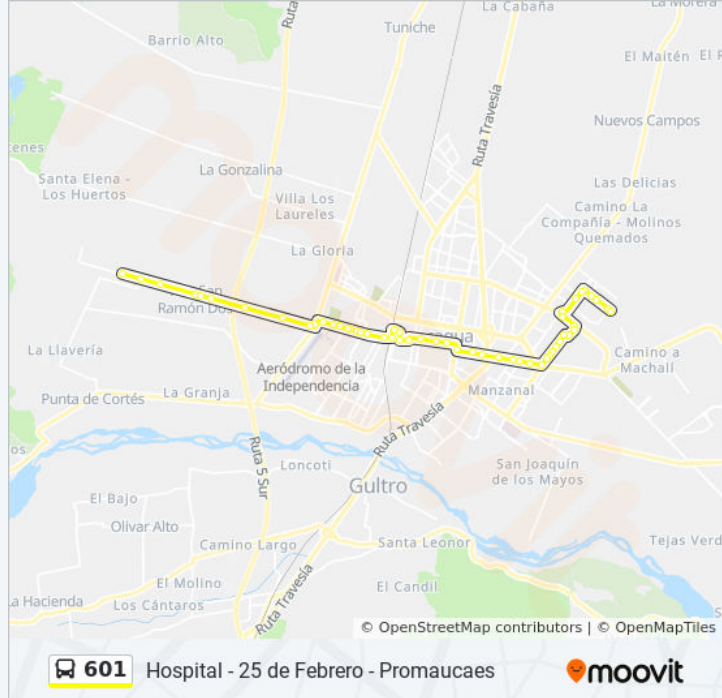 La Cabaña
Tuniche
Ruta
Barrio Alto
El Maitén
Ruta Travesía
Nuevos Campos
La Gonzalina
Santa Elena -
Los Huertos
Las Delicias
Villa Los
Laureles
Camino La
Compañía - Molinos
Quemados
La Gloria
San
Ramón Dos
La Llavería
Aeródromo de la
Independencia
Camino a
Machalí
La Granja
Punta de Cortés
Manzanal
Ruta Travesía
Ruta 5 Sur
Loncoti
San Joaquín
de los Mayos
Gultro
El Bajo
Olivar Alto
Camino Largo
Santa Leonor
Tejas Verd
El Molino
El Candil
La Hacienda
Los Cántaros
Ruta Travesía
© OpenStreetMap contributors | © OpenMapTiles
601 Hospital - 25 de Febrero - Promaucaes
moovit